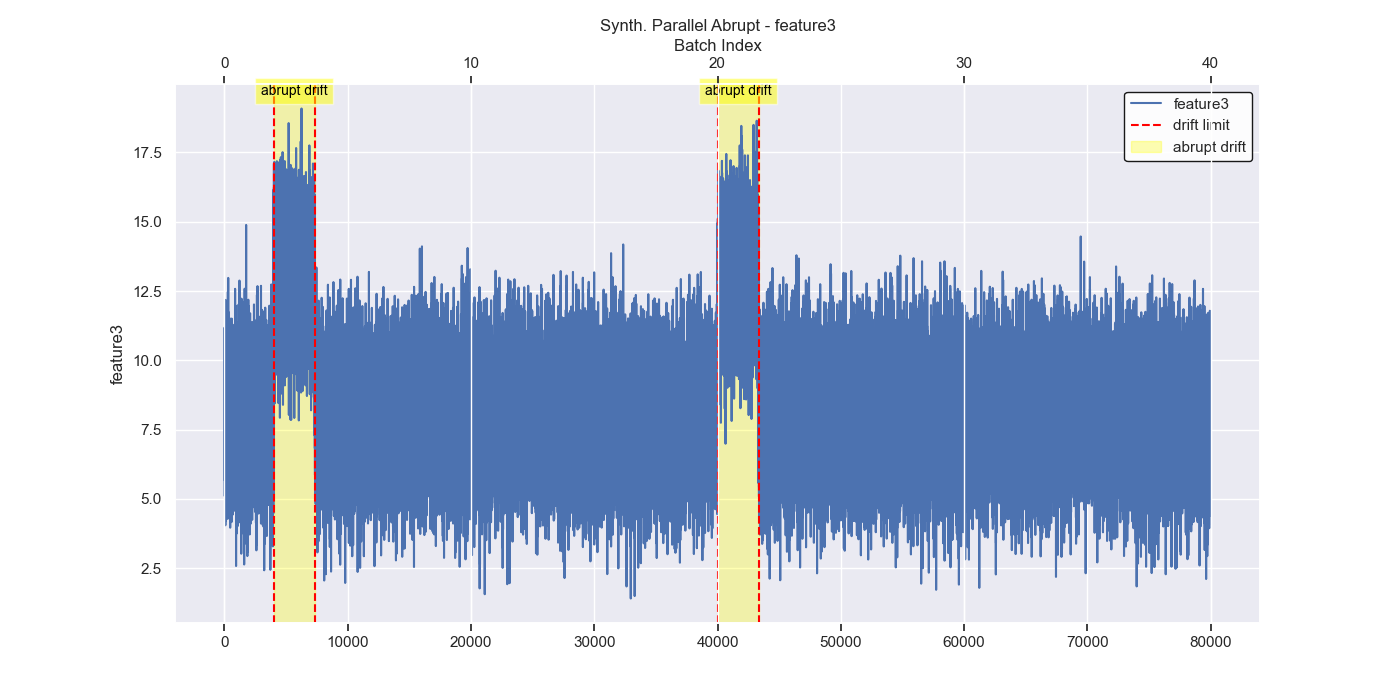 Synth. Parallel Abrupt - feature3
Batch Index
0 10 20 30 40
abrupt drift abrupt drift
feature3
drift limit
abrupt drift
17.5
15.0
12.5
10.0
7.5
5.0
2.5
feature3
0 10000 20000 30000 40000 50000 60000 70000 80000